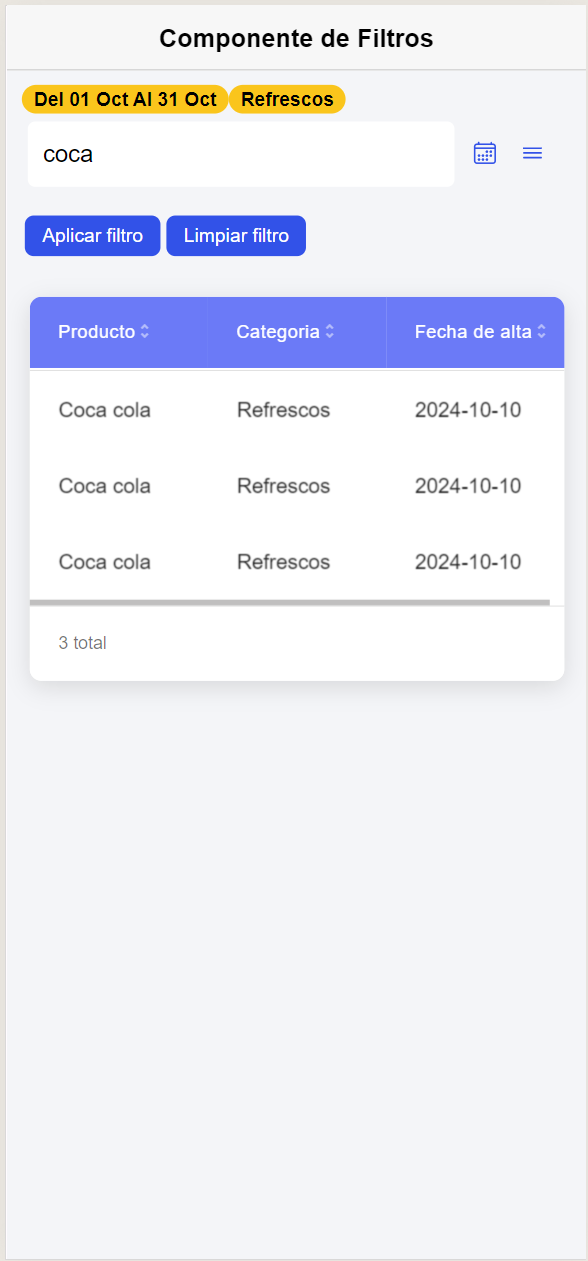 Componente de Filtros
Del 01 Oct Al 31 Oct Refrescos
coca
Aplicar filtro Limpiar filtro
Producto Categoria Fecha de alta
Coca cola Refrescos 2024-10-10
Coca cola Refrescos 2024-10-10
Coca cola Refrescos 2024-10-10
3 total